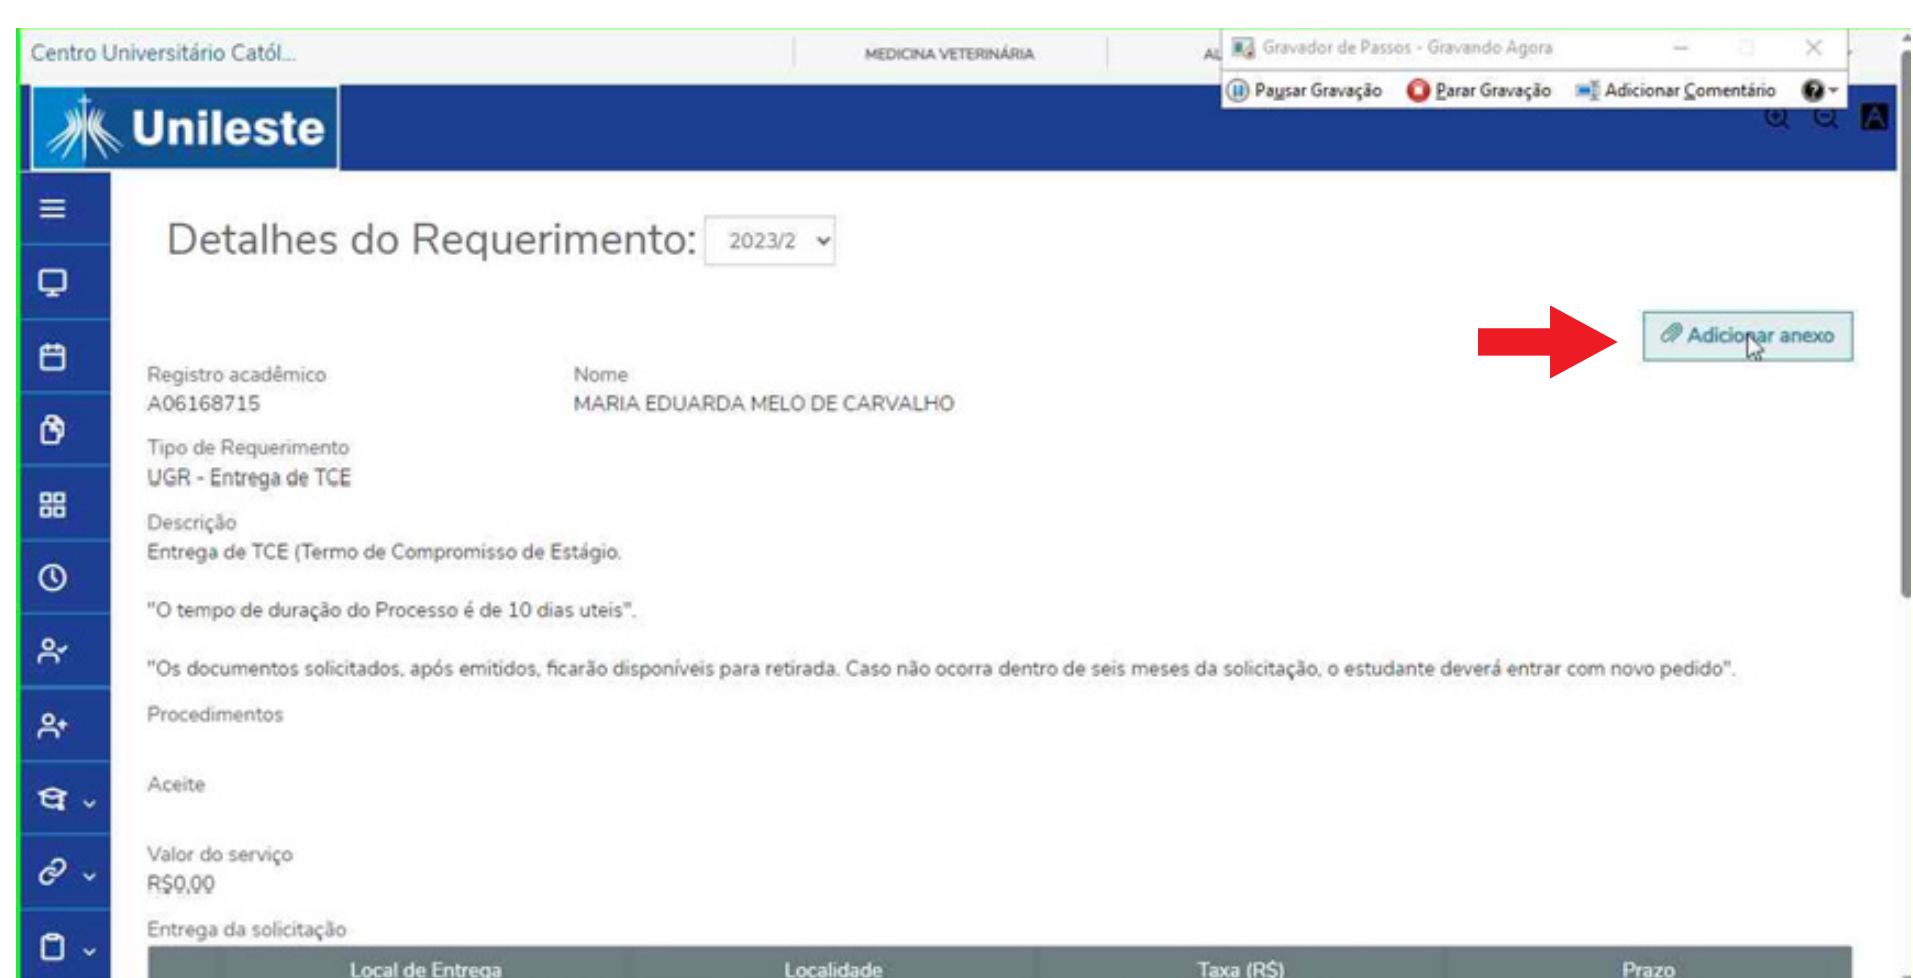 Centro Universitário Catól...
MEDICINA VETERINÁRIA
AL
Gravador de Passos - Gravando Agora
Pausar Gravação
Parar Gravação
Adicionar Comentário
Unileste
A
Detalhes do Requerimento:
2023/2
Adicionar anexo
Registro acadêmico
Nome
A06168715
MARIA EDUARDA MELO DE CARVALHO
Tipo de Requerimento
UGR - Entrega de TCE
Descrição
Entrega de TCE (Termo de Compromisso de Estágio.
"O tempo de duração do Processo é de 10 dias uteis".
"Os documentos solicitados, após emitidos, ficarão disponíveis para retirada. Caso não ocorra dentro de seis meses da solicitação, o estudante deverá entrar com novo pedido".
Procedimentos
Aceite
Valor do serviço
R$0,00
Entrega da solicitação
Local de Entrega
Localidade
Taxa (R$)
Prazo